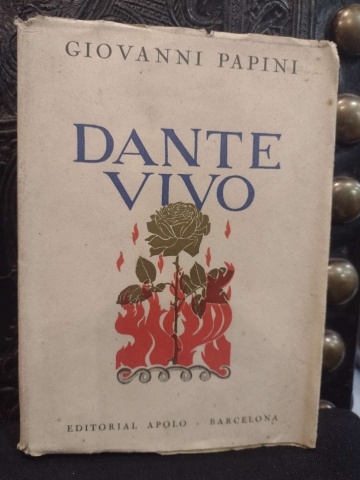 GIOVANNI PAPINI
DANTE
VIVO
EDITORIAL APOLO - BARCELONA